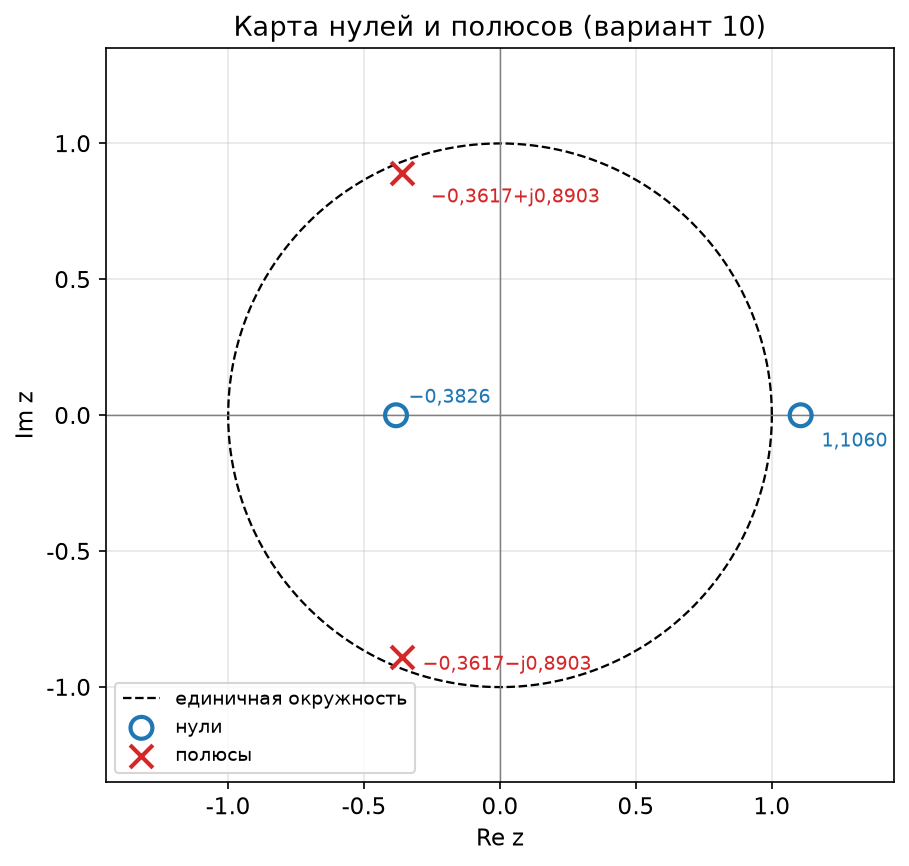 Карта нулей и полюсов (вариант 10)
1.0
0.5
0.0
-0.5
-1.0
Im z
−0,3617+j0,8903
−0,3826
1,1060
−0,3617−j0,8903
единичная окружность
нули
полюсы
-1.0 -0.5 0.0 0.5 1.0
Re z